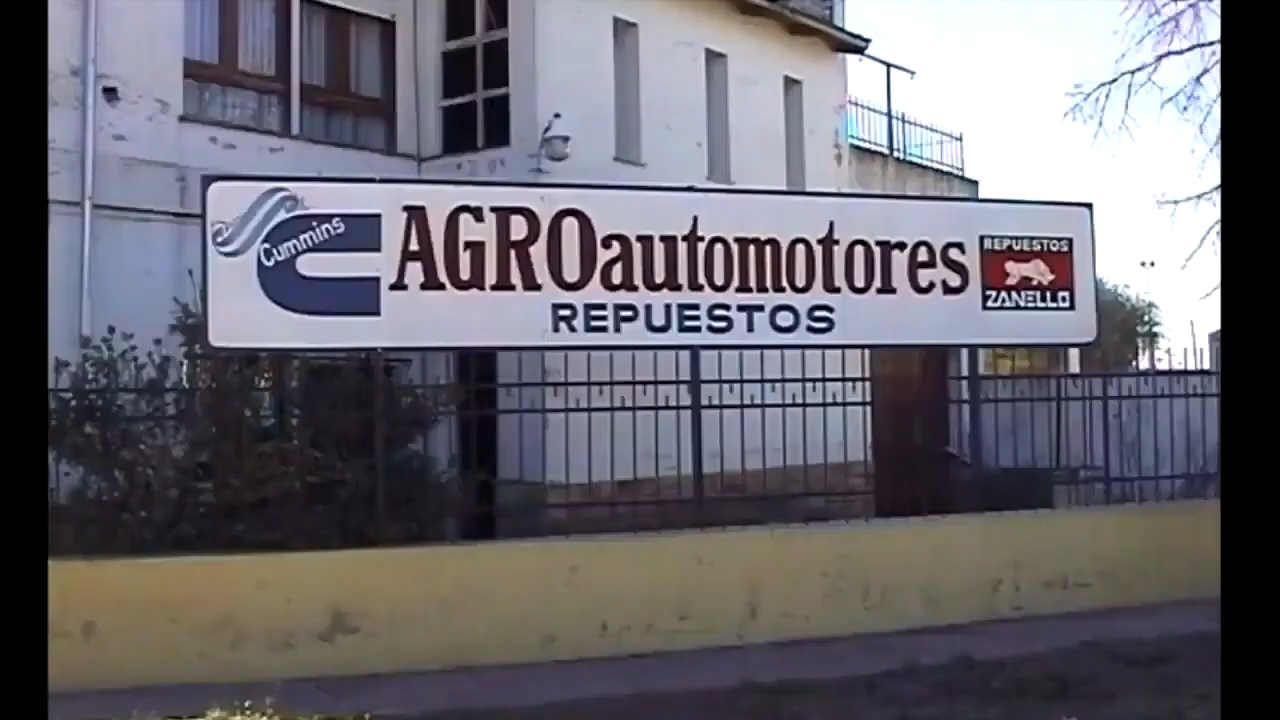 Cummins
AGROautomotores
REPUESTOS
REPUESTOS
ZANELLO